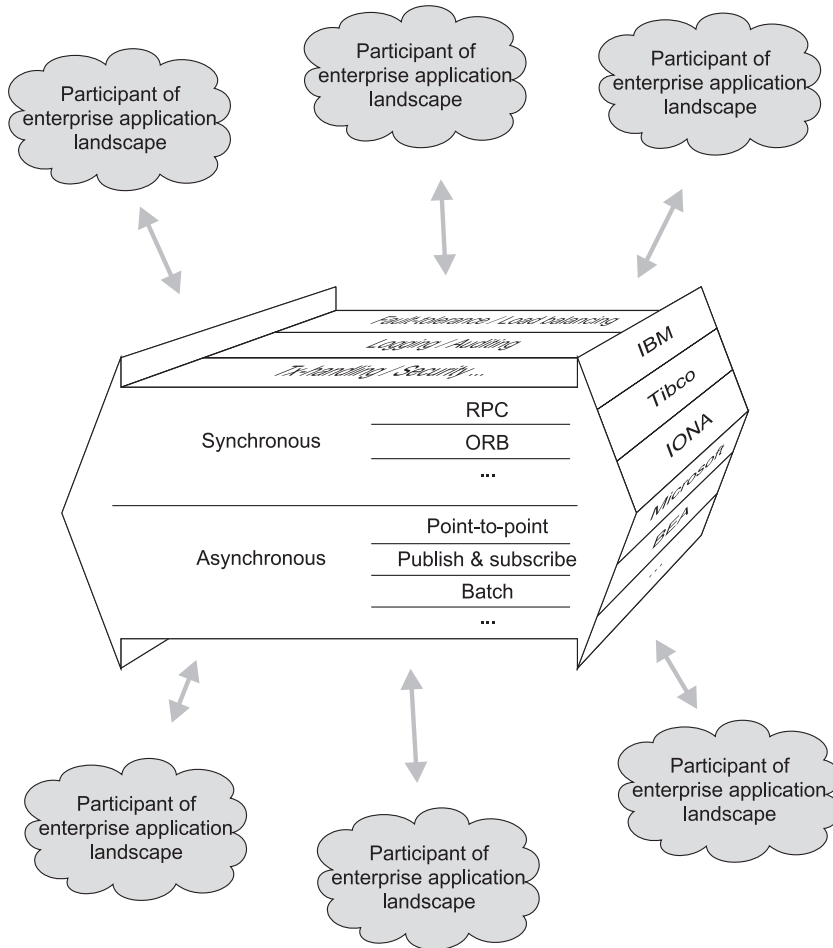 Participant of
enterprise application
landscape
Participant of
enterprise application
landscape
Participant of
enterprise application
landscape
Fault-tolerance / Load balancing
Logging / Auditing
Tx-handling / Security ...
IBM
Tibco
IONA
Microsoft
BEA
...
Synchronous
RPC
ORB
...
Asynchronous
Point-to-point
Publish & subscribe
Batch
...
Participant of
enterprise application
landscape
Participant of
enterprise application
landscape
Participant of
enterprise application
landscape